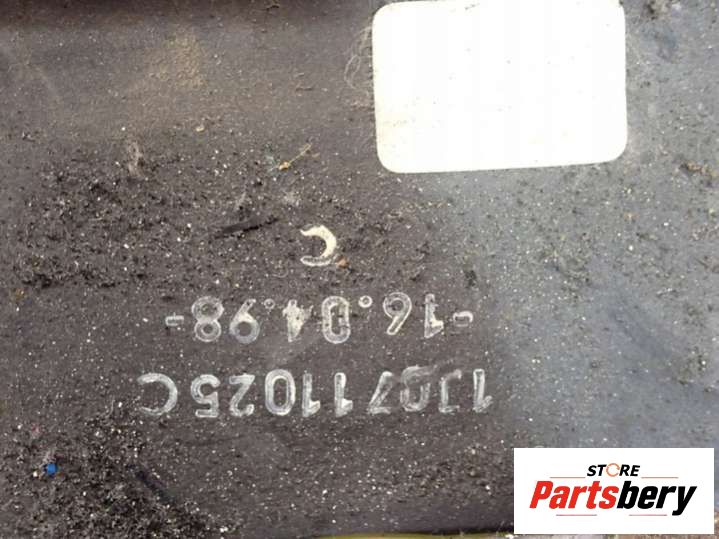 1J0711025C
-16.04.98-
C
STORE
Partsbery